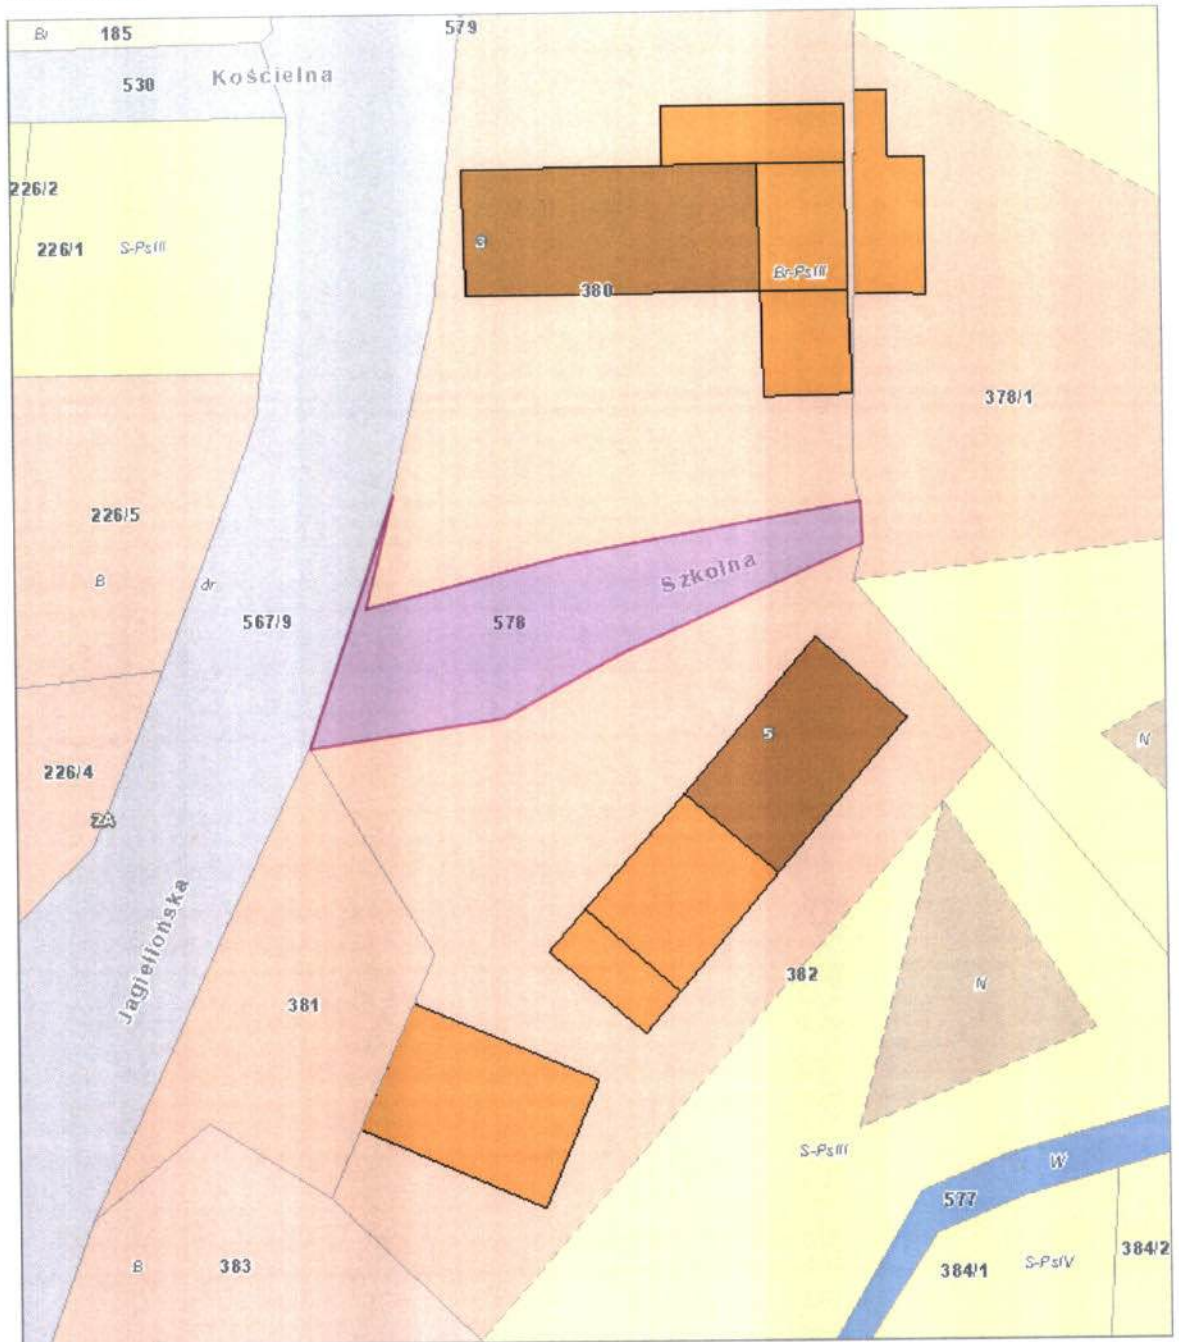 579
Br 185
530
Kościelna
226/2
226/1 S-PsIII
3
380
Br-PsIII
378/1
226/5
B
dr
567/9
578
Szkolna
5
N
226/4
2A
Jagiellońska
381
382
N
S-PsIII
W
577
B 383
384/1
S-PsIV
384/2